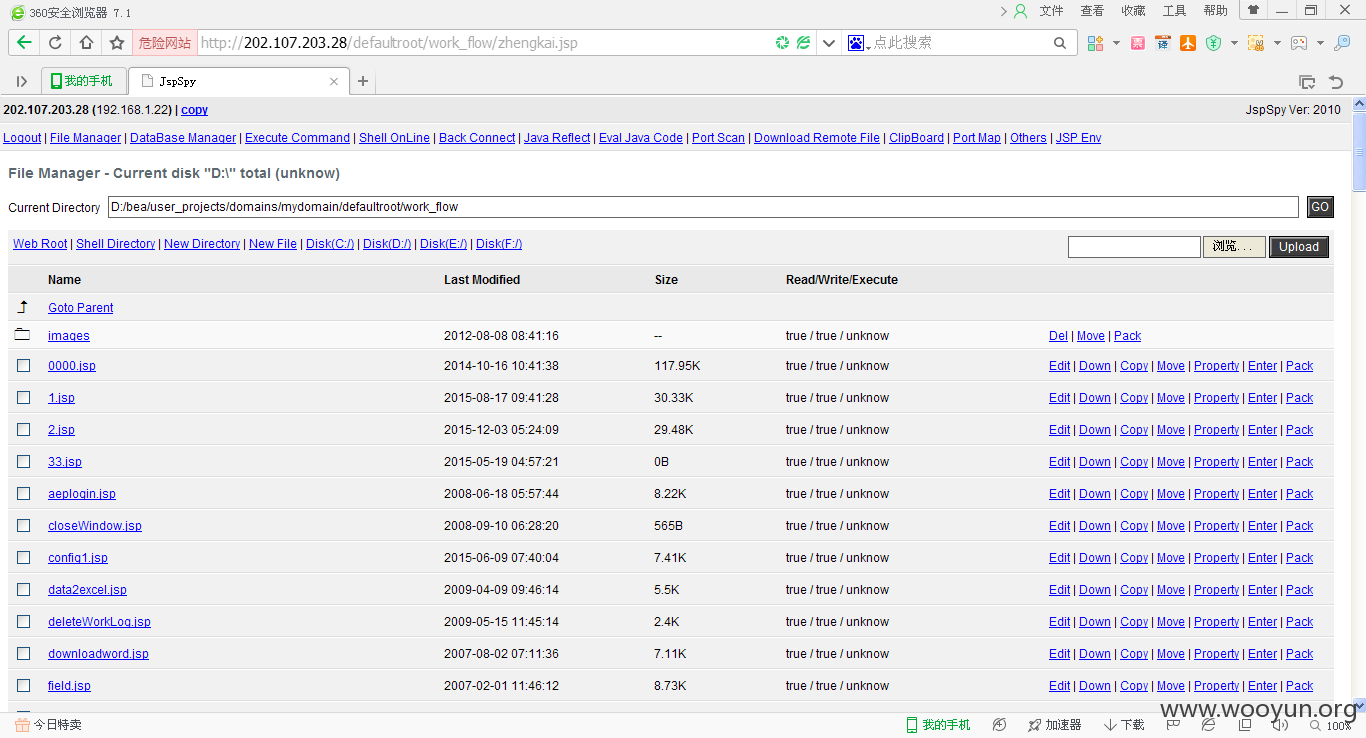 360安全浏览器 7.1
文件 查看 收藏 工具 帮助
危险网站 http://202.107.203.28/defaultroot/work_flow/zhengkai.jsp 点此搜索
我的手机 JspSpy
202.107.203.28 (192.168.1.22) | copy JspSpy Ver: 2010
Logout | File Manager | DataBase Manager | Execute Command | Shell OnLine | Back Connect | Java Reflect | Eval Java Code | Port Scan | Download Remote File | ClipBoard | Port Map | Others | JSP Env
File Manager - Current disk "D:\" total (unknow)
Current Directory D:/bea/user_projects/domains/mydomain/defaultroot/work_flow GO
Web Root | Shell Directory | New Directory | New File | Disk(C:/) | Disk(D:/) | Disk(E:/) | Disk(F:/) 浏览... Upload
Name Last Modified Size Read/Write/Execute
Goto Parent
images 2012-08-08 08:41:16 -- true / true / unknow Del | Move | Pack
0000.jsp 2014-10-16 10:41:38 117.95K true / true / unknow Edit | Down | Copy | Move | Property | Enter | Pack
1.jsp 2015-08-17 09:41:28 30.33K true / true / unknow Edit | Down | Copy | Move | Property | Enter | Pack
2.jsp 2015-12-03 05:24:09 29.48K true / true / unknow Edit | Down | Copy | Move | Property | Enter | Pack
33.jsp 2015-05-19 04:57:21 0B true / true / unknow Edit | Down | Copy | Move | Property | Enter | Pack
aeplogin.jsp 2008-06-18 05:57:44 8.22K true / true / unknow Edit | Down | Copy | Move | Property | Enter | Pack
closeWindow.jsp 2008-09-10 06:28:20 565B true / true / unknow Edit | Down | Copy | Move | Property | Enter | Pack
config1.jsp 2015-06-09 07:40:04 7.41K true / true / unknow Edit | Down | Copy | Move | Property | Enter | Pack
data2excel.jsp 2009-04-09 09:46:14 5.5K true / true / unknow Edit | Down | Copy | Move | Property | Enter | Pack
deleteWorkLog.jsp 2009-05-15 11:45:14 2.4K true / true / unknow Edit | Down | Copy | Move | Property | Enter | Pack
downloadword.jsp 2007-08-02 07:11:36 7.11K true / true / unknow Edit | Down | Copy | Move | Property | Enter | Pack
field.jsp 2007-02-01 11:46:12 8.73K true / true / unknow Edit | Down | Copy | Move | Property | Enter | Pack
www.wooyun.org
今日特卖 我的手机 加速器 下载 100%